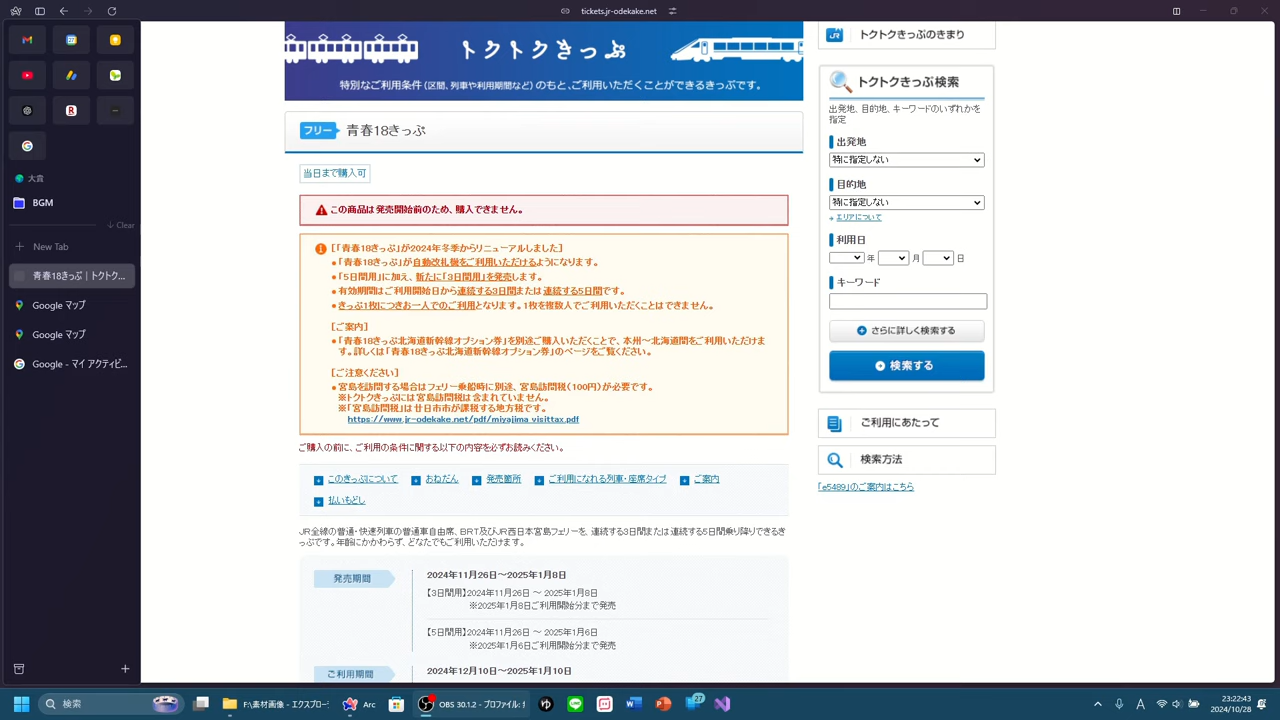 tickets.jr-odekake.net
大貫
BGM
Clear
New Tab
青春18きっぷ｜トクトク...
Google マップ
Google マップ
Google - マイ アクティビ...
トクトクきっぷ
特別なご利用条件（区間、列車や利用期間など）のもと、ご利用いただくことができるきっぷです。
フリー 青春18きっぷ
当日まで購入可
この商品は発売開始前のため、購入できません。
［「青春18きっぷ」が2024年冬季からリニューアルしました］
●「青春18きっぷ」が自動改札機をご利用いただけるようになります。
●「5日間用」に加え、新たに「3日間用」を発売します。
●有効期間はご利用開始日から連続する3日間または連続する5日間です。
●きっぷ1枚につきお一人でのご利用となります。1枚を複数人でご利用いただくことはできません。
［ご案内］
●「青春18きっぷ北海道新幹線オプション券」を別途ご購入いただくことで、本州～北海道間をご利用いただけま
す。詳しくは「青春18きっぷ北海道新幹線オプション券」のページをご覧ください。
［ご注意ください］
●宮島を訪問する場合はフェリー乗船時に別途、宮島訪問税（100円）が必要です。
※トクトクきっぷには宮島訪問税は含まれていません。
※「宮島訪問税」は廿日市市が課税する地方税です。
https://www.jr-odekake.net/pdf/miyajima_visittax.pdf
ご購入の前に、ご利用の条件に関する以下の内容を必ずお読みください。
このきっぷについて おねだん 発売箇所 ご利用になれる列車・座席タイプ ご案内
払いもどし
JR全線の普通・快速列車の普通車自由席、BRT及びJR西日本宮島フェリーを、連続する3日間または連続する5日間乗り降りできるき
っぷです。年齢にかかわらず、どなたでもご利用いただけます。
発売期間
2024年11月26日～2025年1月8日
【3日間用】2024年11月26日 ～ 2025年1月8日
※2025年1月8日ご利用開始分まで発売
【5日間用】2024年11月26日 ～ 2025年1月6日
※2025年1月6日ご利用開始分まで発売
ご利用期間
2024年12月10日～2025年1月10日
JR トクトクきっぷのきまり
トクトクきっぷ検索
出発地、目的地、キーワードのいずれかを
指定
出発地
特に指定しない
目的地
特に指定しない
エリアについて
利用日
年 月 日
キーワード
さらに詳しく検索する
検索する
ご利用にあたって
検索方法
「e5489」のご案内はこちら
検索
F:\素材画像 - エクスプロー
Arc
OBS 30.1.2 - プロファイル: 
27
A
23:22:43
2024/10/28